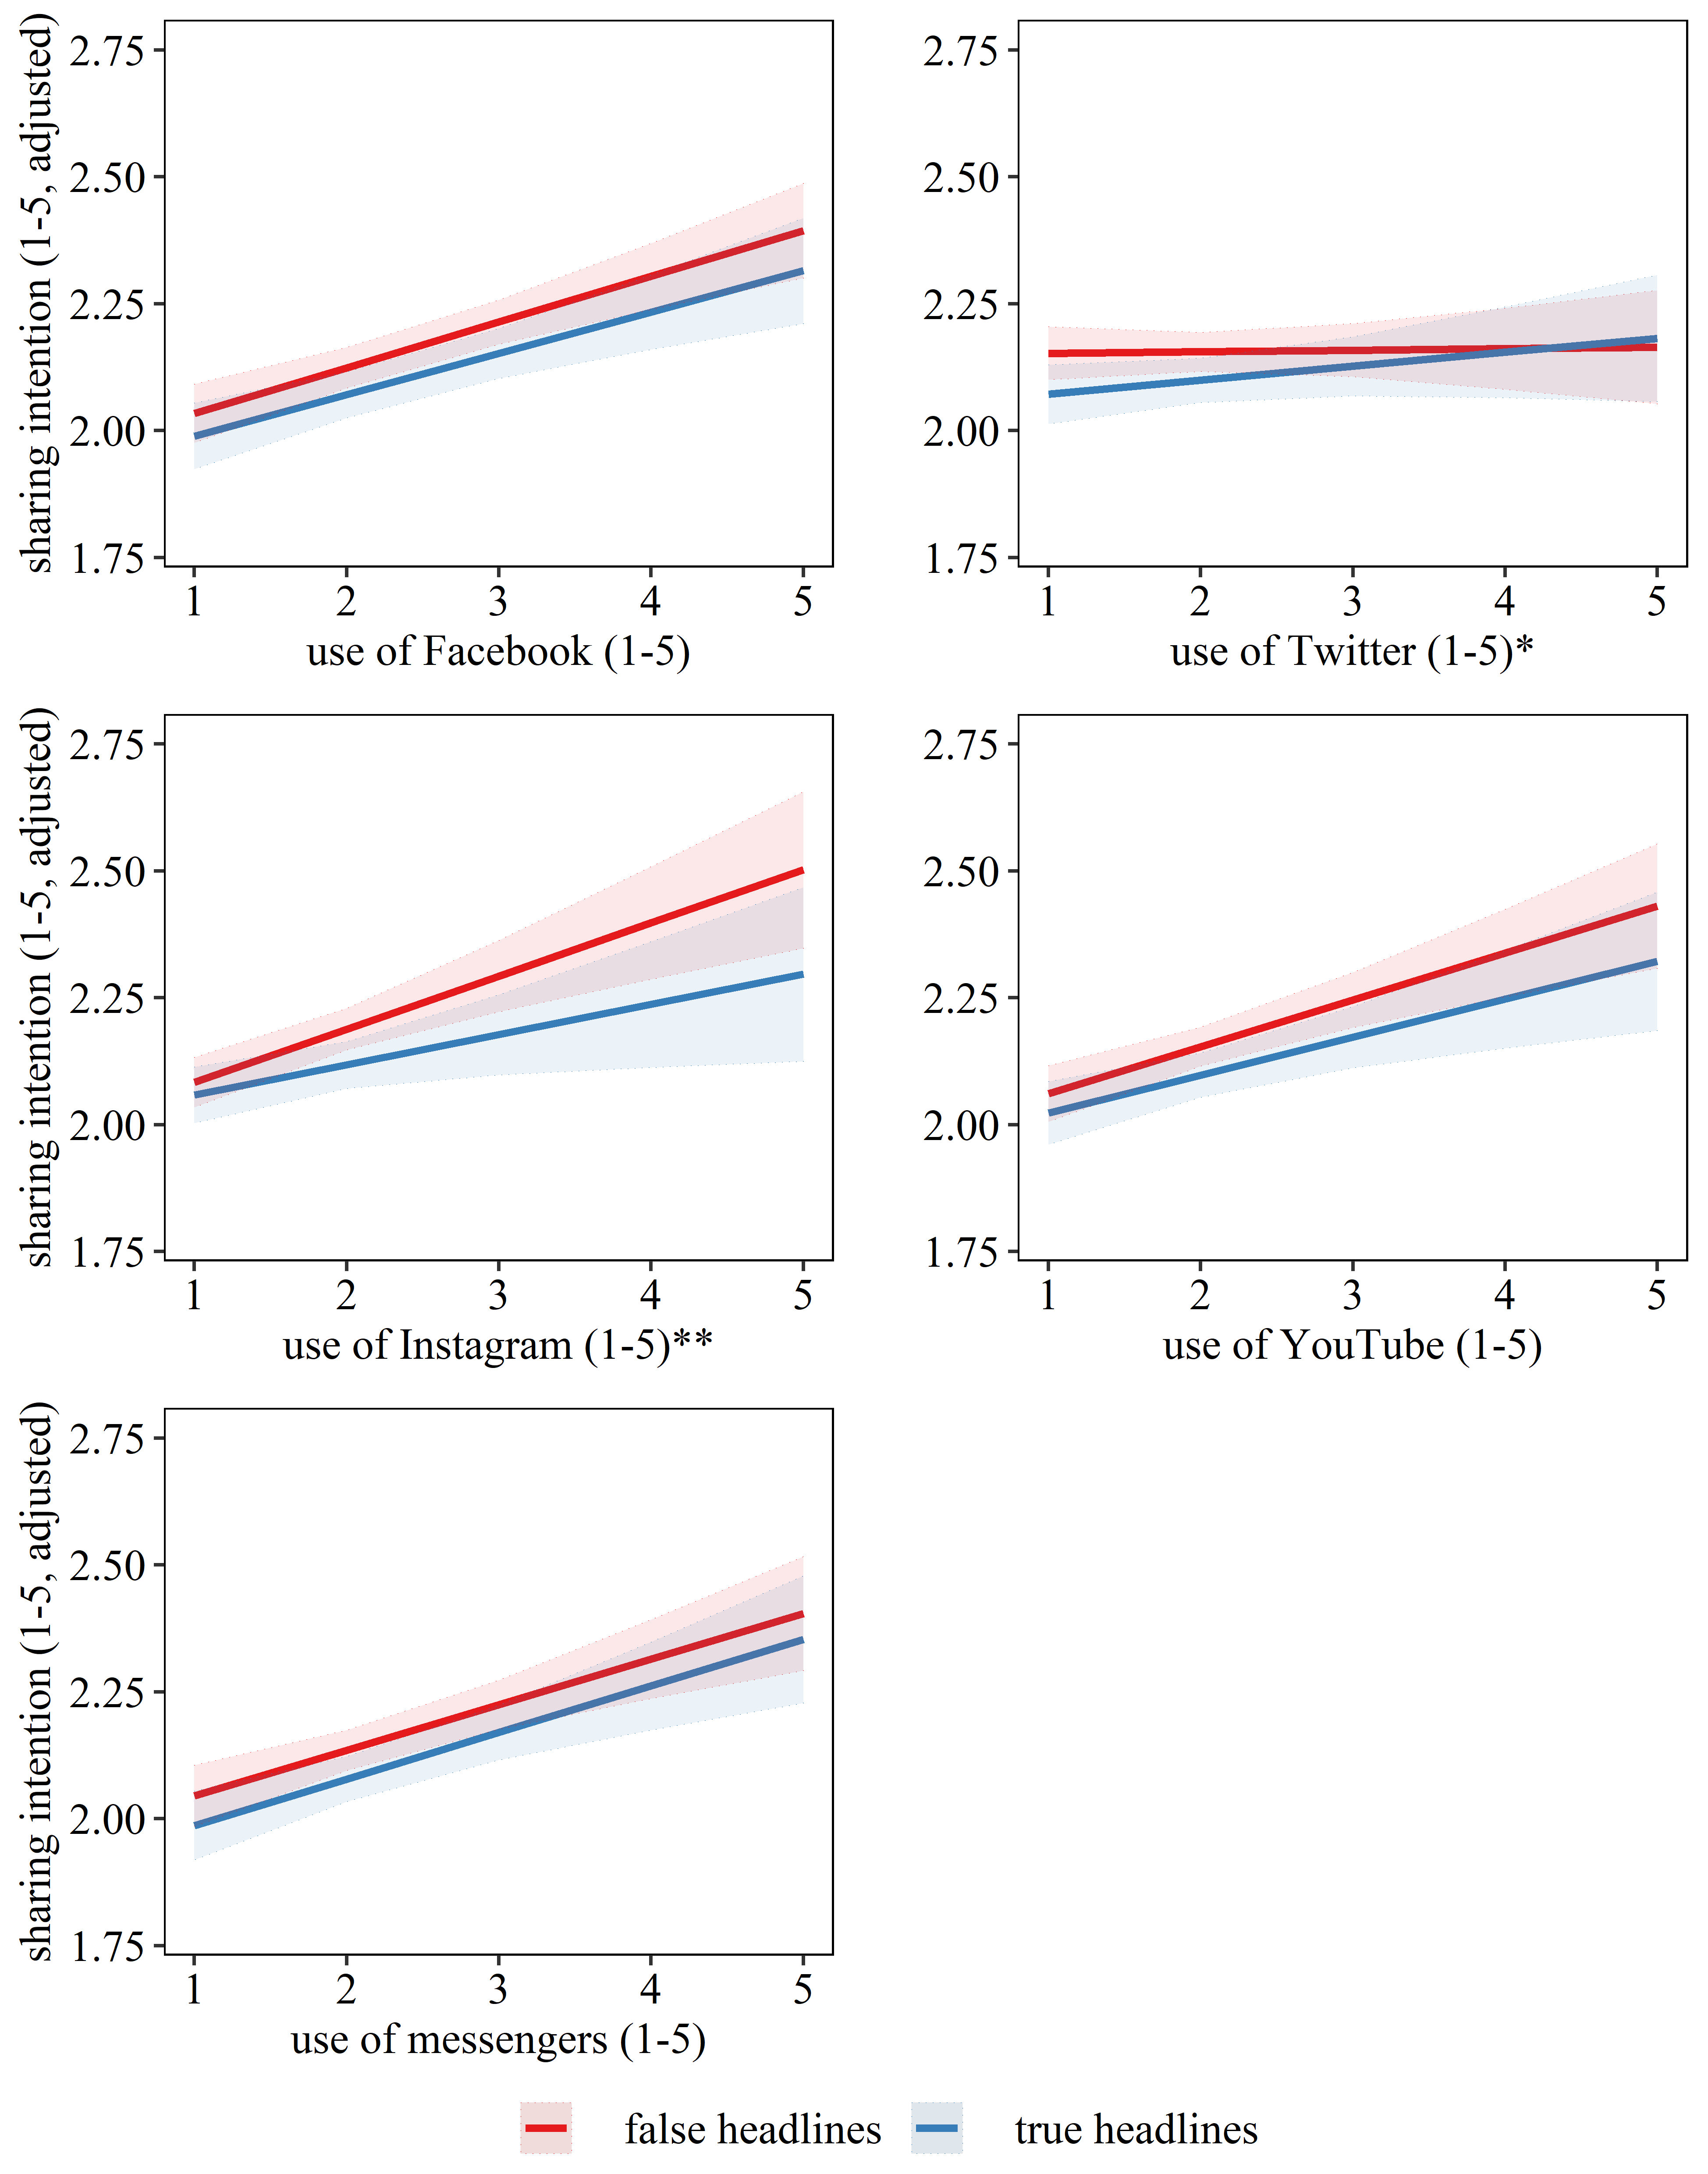 sharing intention (1-5, adjusted)
2.75
2.50
2.25
2.00
1.75
1 2 3 4 5
use of Facebook (1-5)
2.75
2.50
2.25
2.00
1.75
1 2 3 4 5
use of Twitter (1-5)*
sharing intention (1-5, adjusted)
2.75
2.50
2.25
2.00
1.75
1 2 3 4 5
use of Instagram (1-5)**
2.75
2.50
2.25
2.00
1.75
1 2 3 4 5
use of YouTube (1-5)
sharing intention (1-5, adjusted)
2.75
2.50
2.25
2.00
1.75
1 2 3 4 5
use of messengers (1-5)
false headlines true headlines